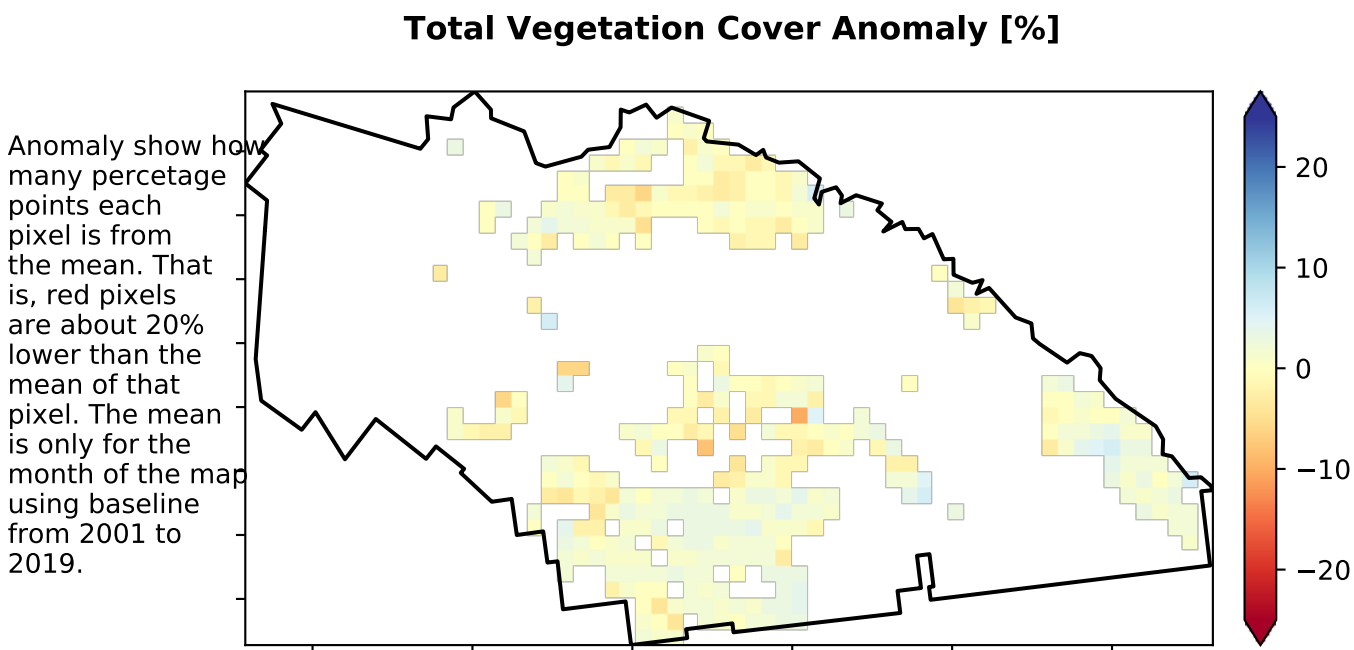 Total Vegetation Cover Anomaly [%]
Anomaly show how
many percetage
points each
pixel is from
the mean. That
is, red pixels
are about 20%
lower than the
mean of that
pixel. The mean
is only for the
month of the map
using baseline
from 2001 to
2019.
20
10
0
−10
−20